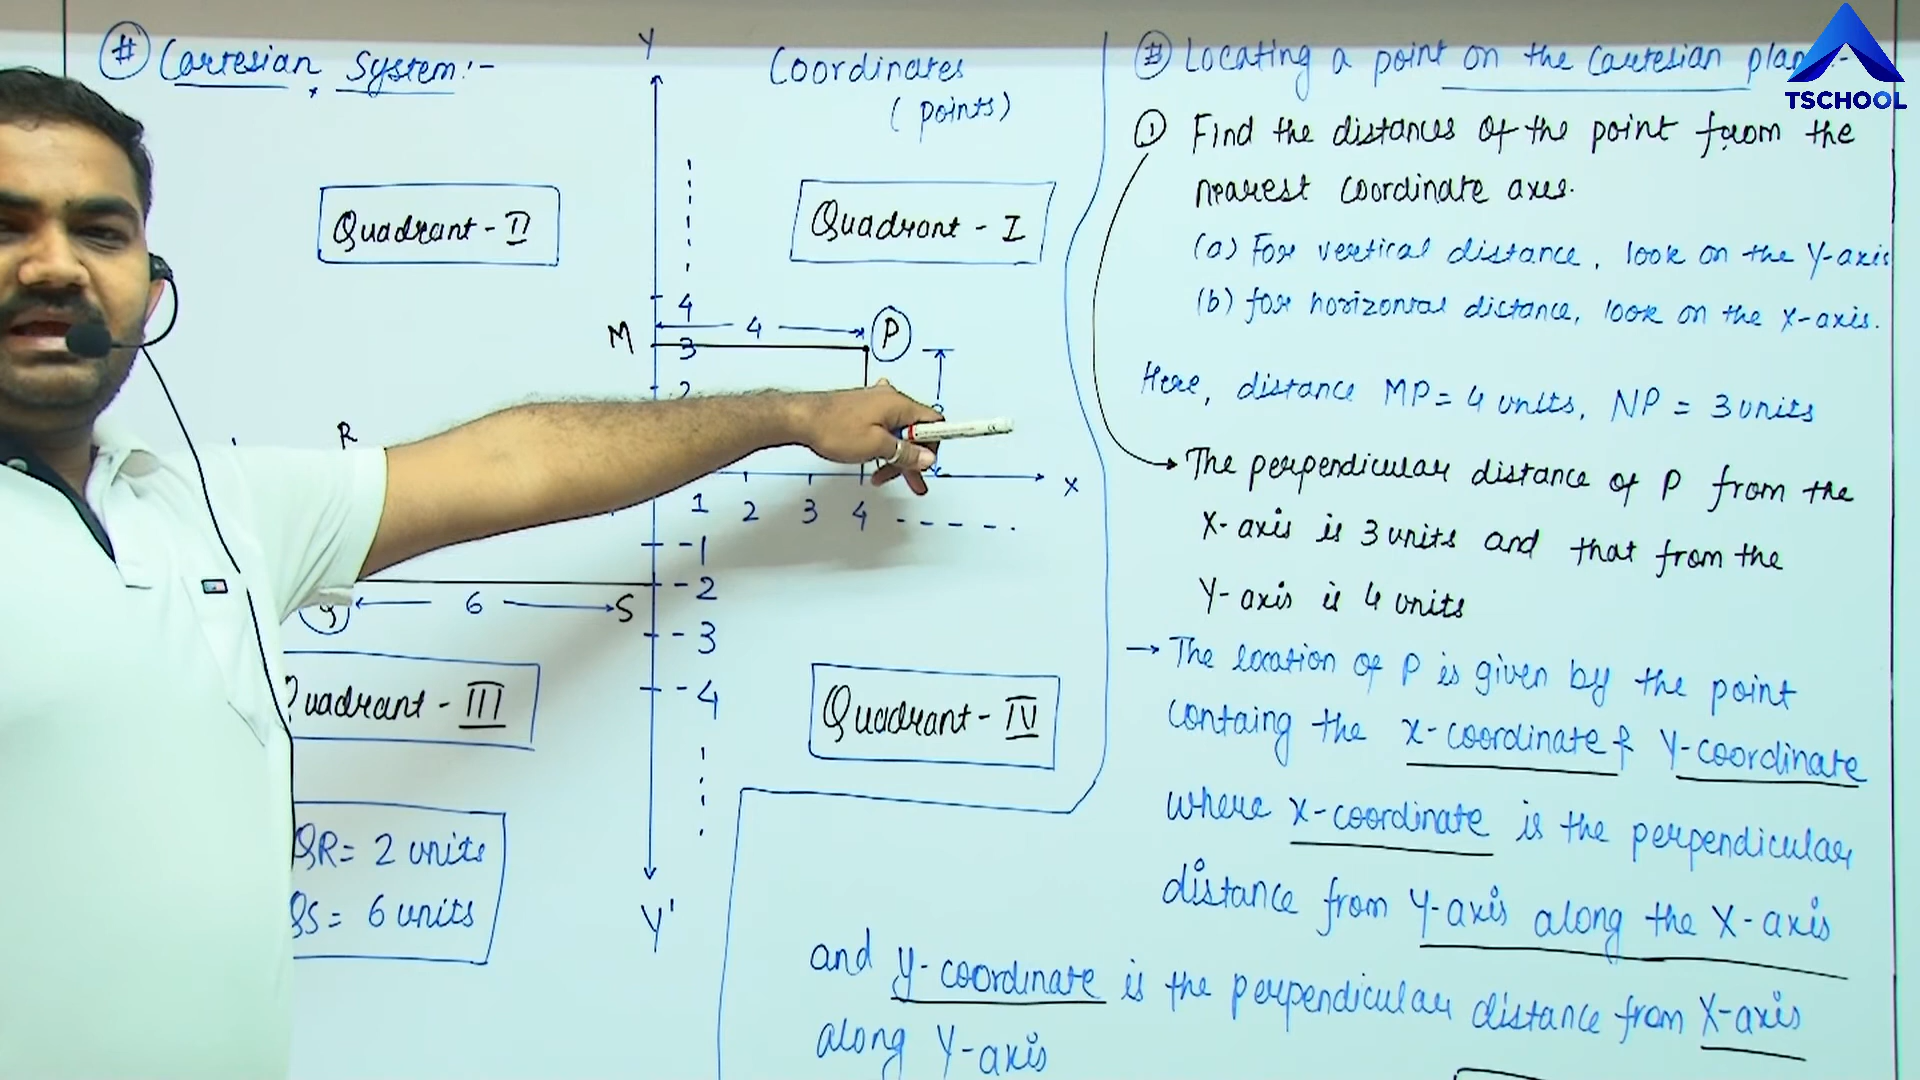 # Cartesian System:-
Y
Coordinates
(points)
Quadrant - II
Quadrant - I
4
M
4
P
3
2
R
X
1 2 3 4
-1
-2
6
S
-3
-4
Quadrant - IV
uadrant - III
QR= 2 units
QS= 6 units
Y'
# Locating a point on the Cartesian plan :-
TSCHOOL
① Find the distances of the point from the
nearest coordinate axes.
(a) For vertical distance, look on the Y-axis
(b) for horizontal distance, look on the X-axis.
Here, distance MP= 4 units, NP = 3 units
→ The perpendicular distance of P from the
X-axis is 3 units and that from the
Y-axis is 4 units
→ The location of P is given by the point
containg the x-coordinate & Y-coordinate
where x-coordinate is the perpendicular
distance from Y-axis along the X-axis
and y-coordinate is the perpendicular distance from X-axis
along Y-axis